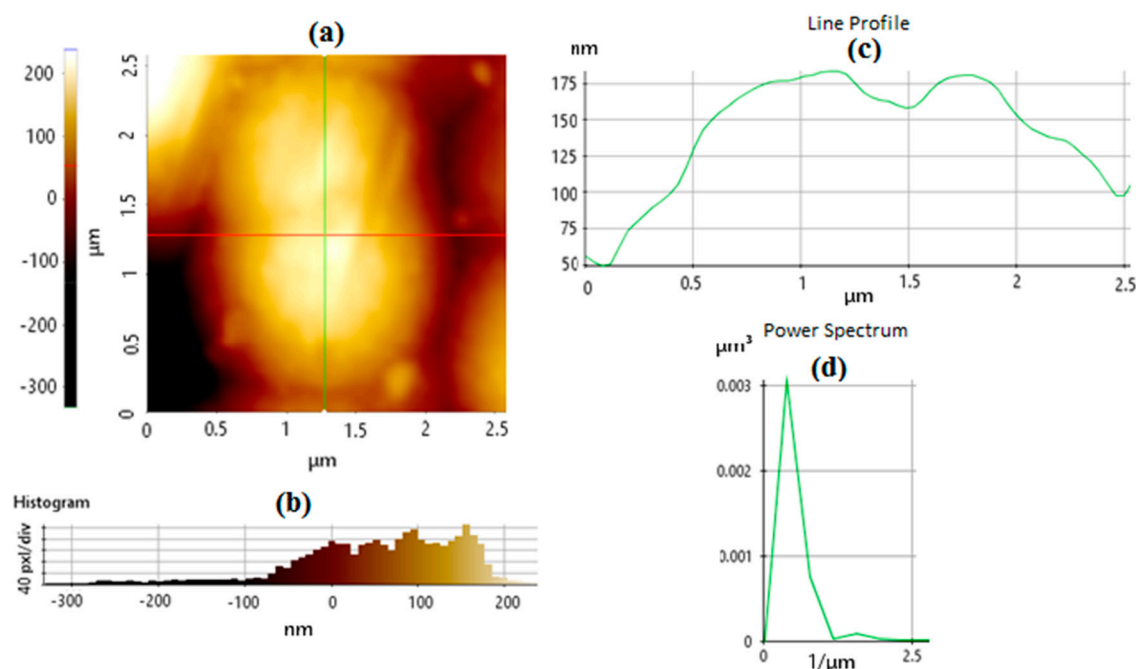 (a)
200
100
0
-100
-200
-300
µm
2.5
2
1.5
1
0.5
0
0 0.5 1 1.5 2 2.5
µm
Histogram
(b)
40 pxl/div
-300 -200 -100 0 100 200
nm
Line Profile
(c)
nm
175
150
125
100
75
50
0 0.5 1 1.5 2 2.5
µm
Power Spectrum
(d)
µm³
0.003
0.002
0.001
0
0 2.5
1/µm